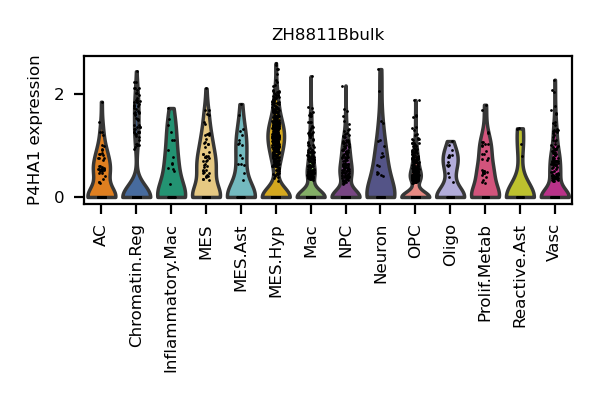 ZH8811Bbulk
P4HA1 expression
2
0
AC
Chromatin.Reg
Inflammatory.Mac
MES
MES.Ast
MES.Hyp
Mac
NPC
Neuron
OPC
Oligo
Prolif.Metab
Reactive.Ast
Vasc